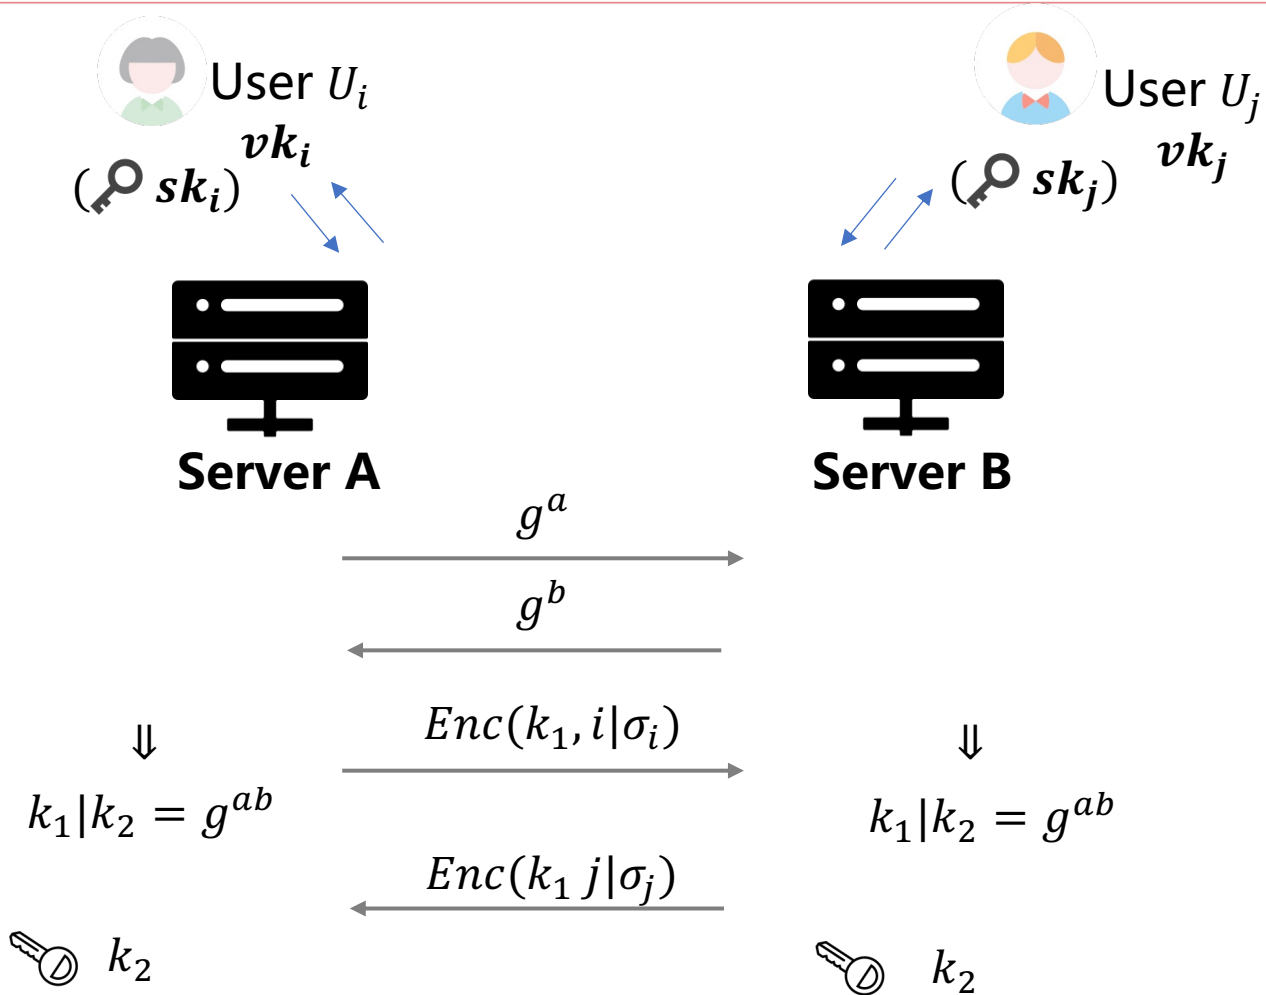 User U_i
vk_i
(sk_i)
User U_j
vk_j
(sk_j)
Server A
Server B
g^a
g^b
Enc(k_1, i|σ_i)
⇓
⇓
k_1|k_2 = g^{ab}
k_1|k_2 = g^{ab}
Enc(k_1 j|σ_j)
k_2
k_2